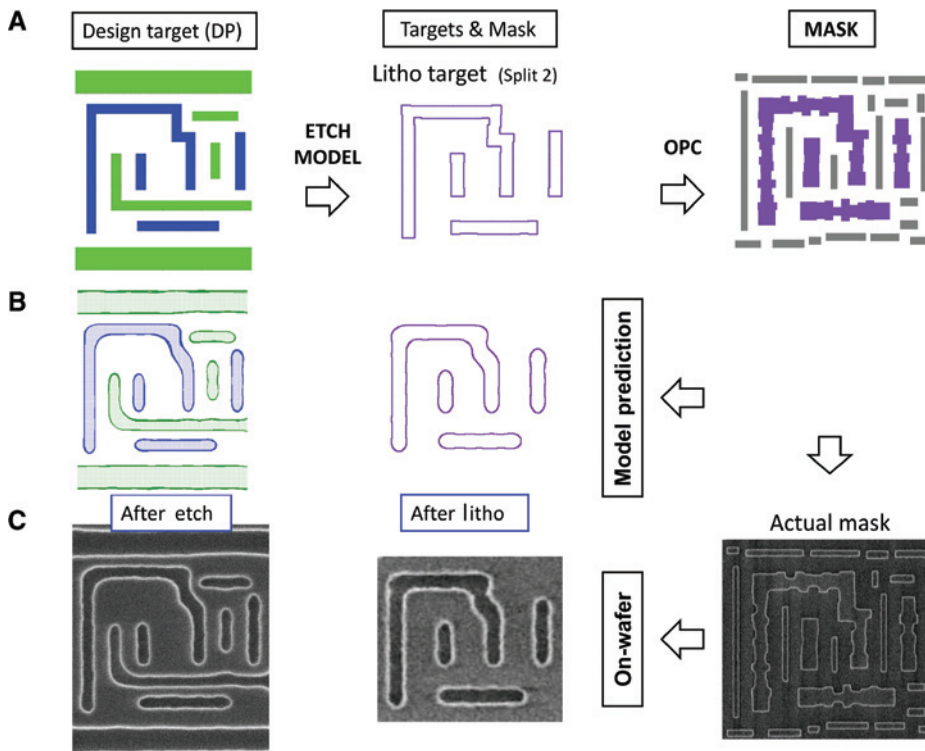 A
Design target (DP)
Targets & Mask
MASK
Litho target (Split 2)
ETCH
MODEL
OPC
B
Model prediction
C
After etch
After litho
Actual mask
On-wafer